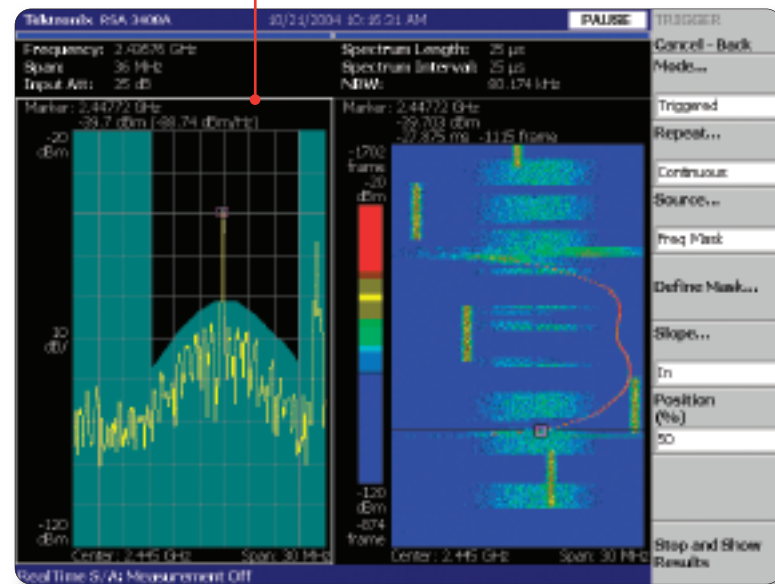 Tektronix RSA 3408A
10/21/2004 10:16:31 AM
PAUSE
TRIGGER
Frequency: 2.43576 GHz
Span: 36 MHz
Input Att: 25 dB
Spectrum Length: 25 µs
Spectrum Interval: 25 µs
NBW: 80.174 kHz
Cancel - Back
Mode...
Triggered
Repeat...
Continuous
Source...
Freq Mask
Define Mask...
Slope...
In
Position
(%)
50
Stop and Show
Results
Marker: 2.44772 GHz
-39.7 dBm (-88.74 dBm/Hz)
-20
dBm
10
dB/
-120
dBm
Center: 2.445 GHz
Span: 30 MHz
Marker: 2.44772 GHz
-39.703 dBm
-27.875 ms -1115 frame
-1702
frame
-20
dBm
-120
dBm
-874
frame
Center: 2.445 GHz
Span: 30 MHz
Real Time S/A: Measurement Off